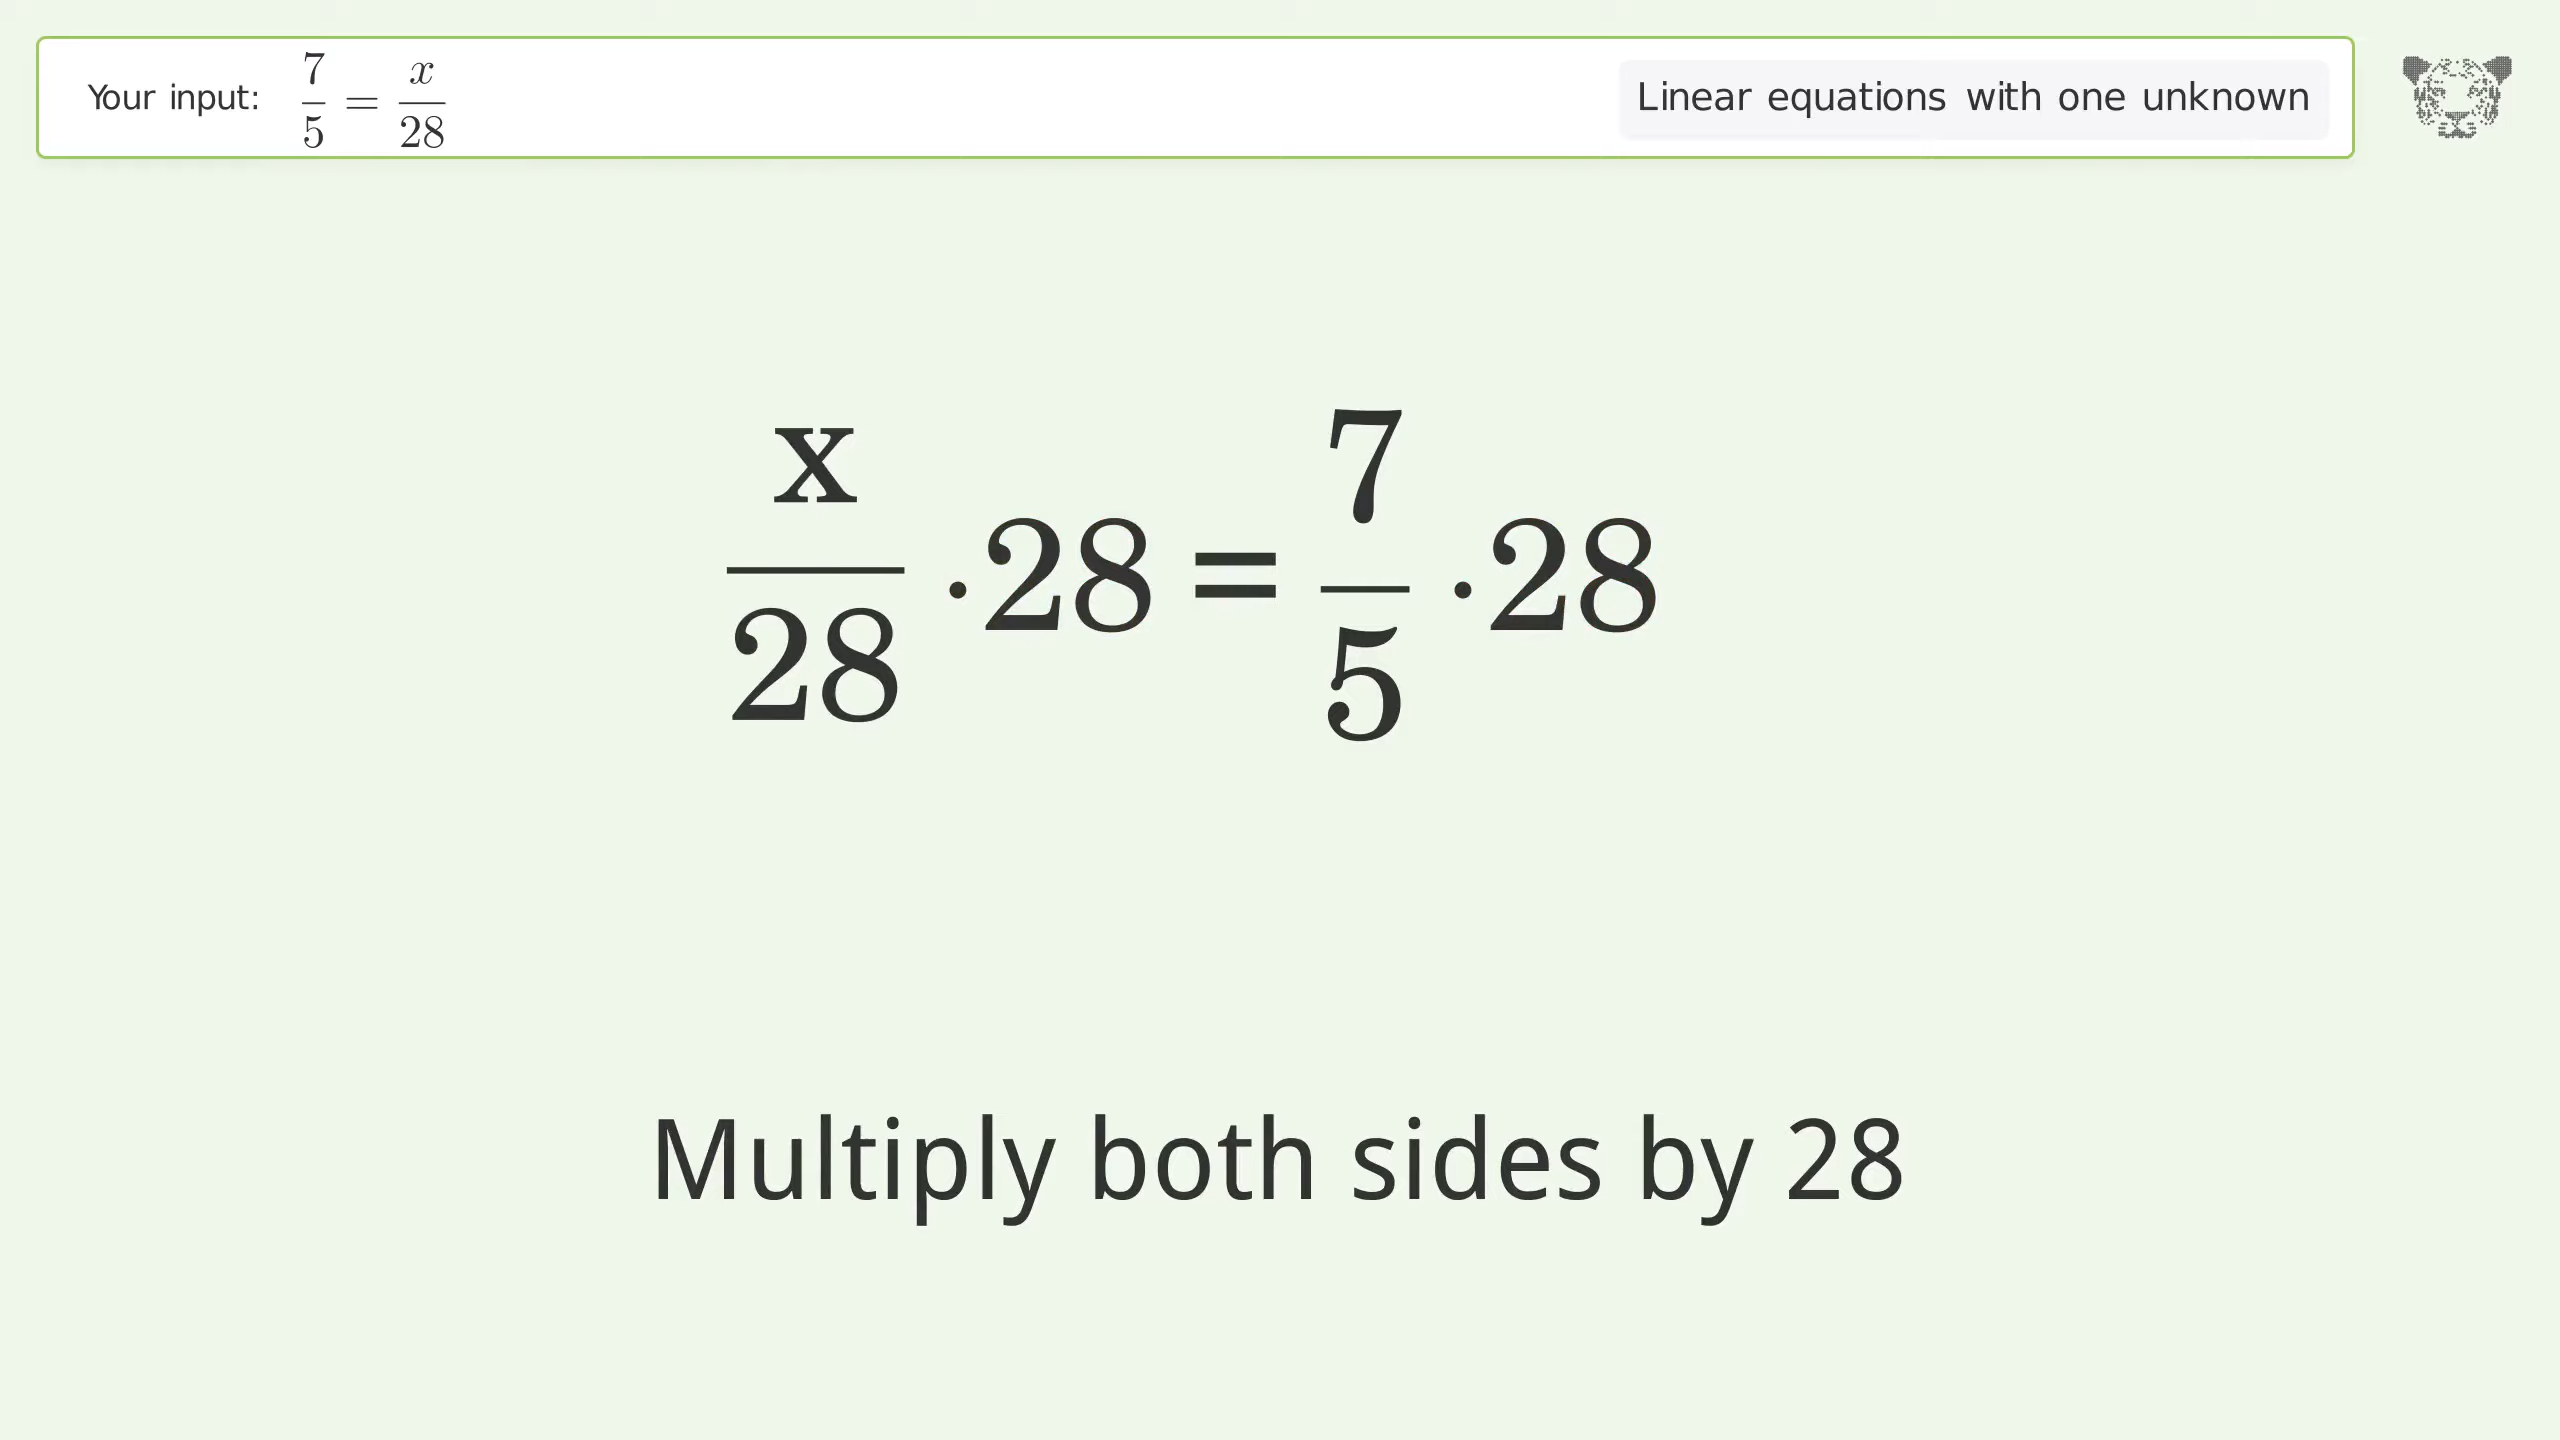 Your input: 7/5 = x/28
Linear equations with one unknown
x/28 ·28 = 7/5 ·28
Multiply both sides by 28